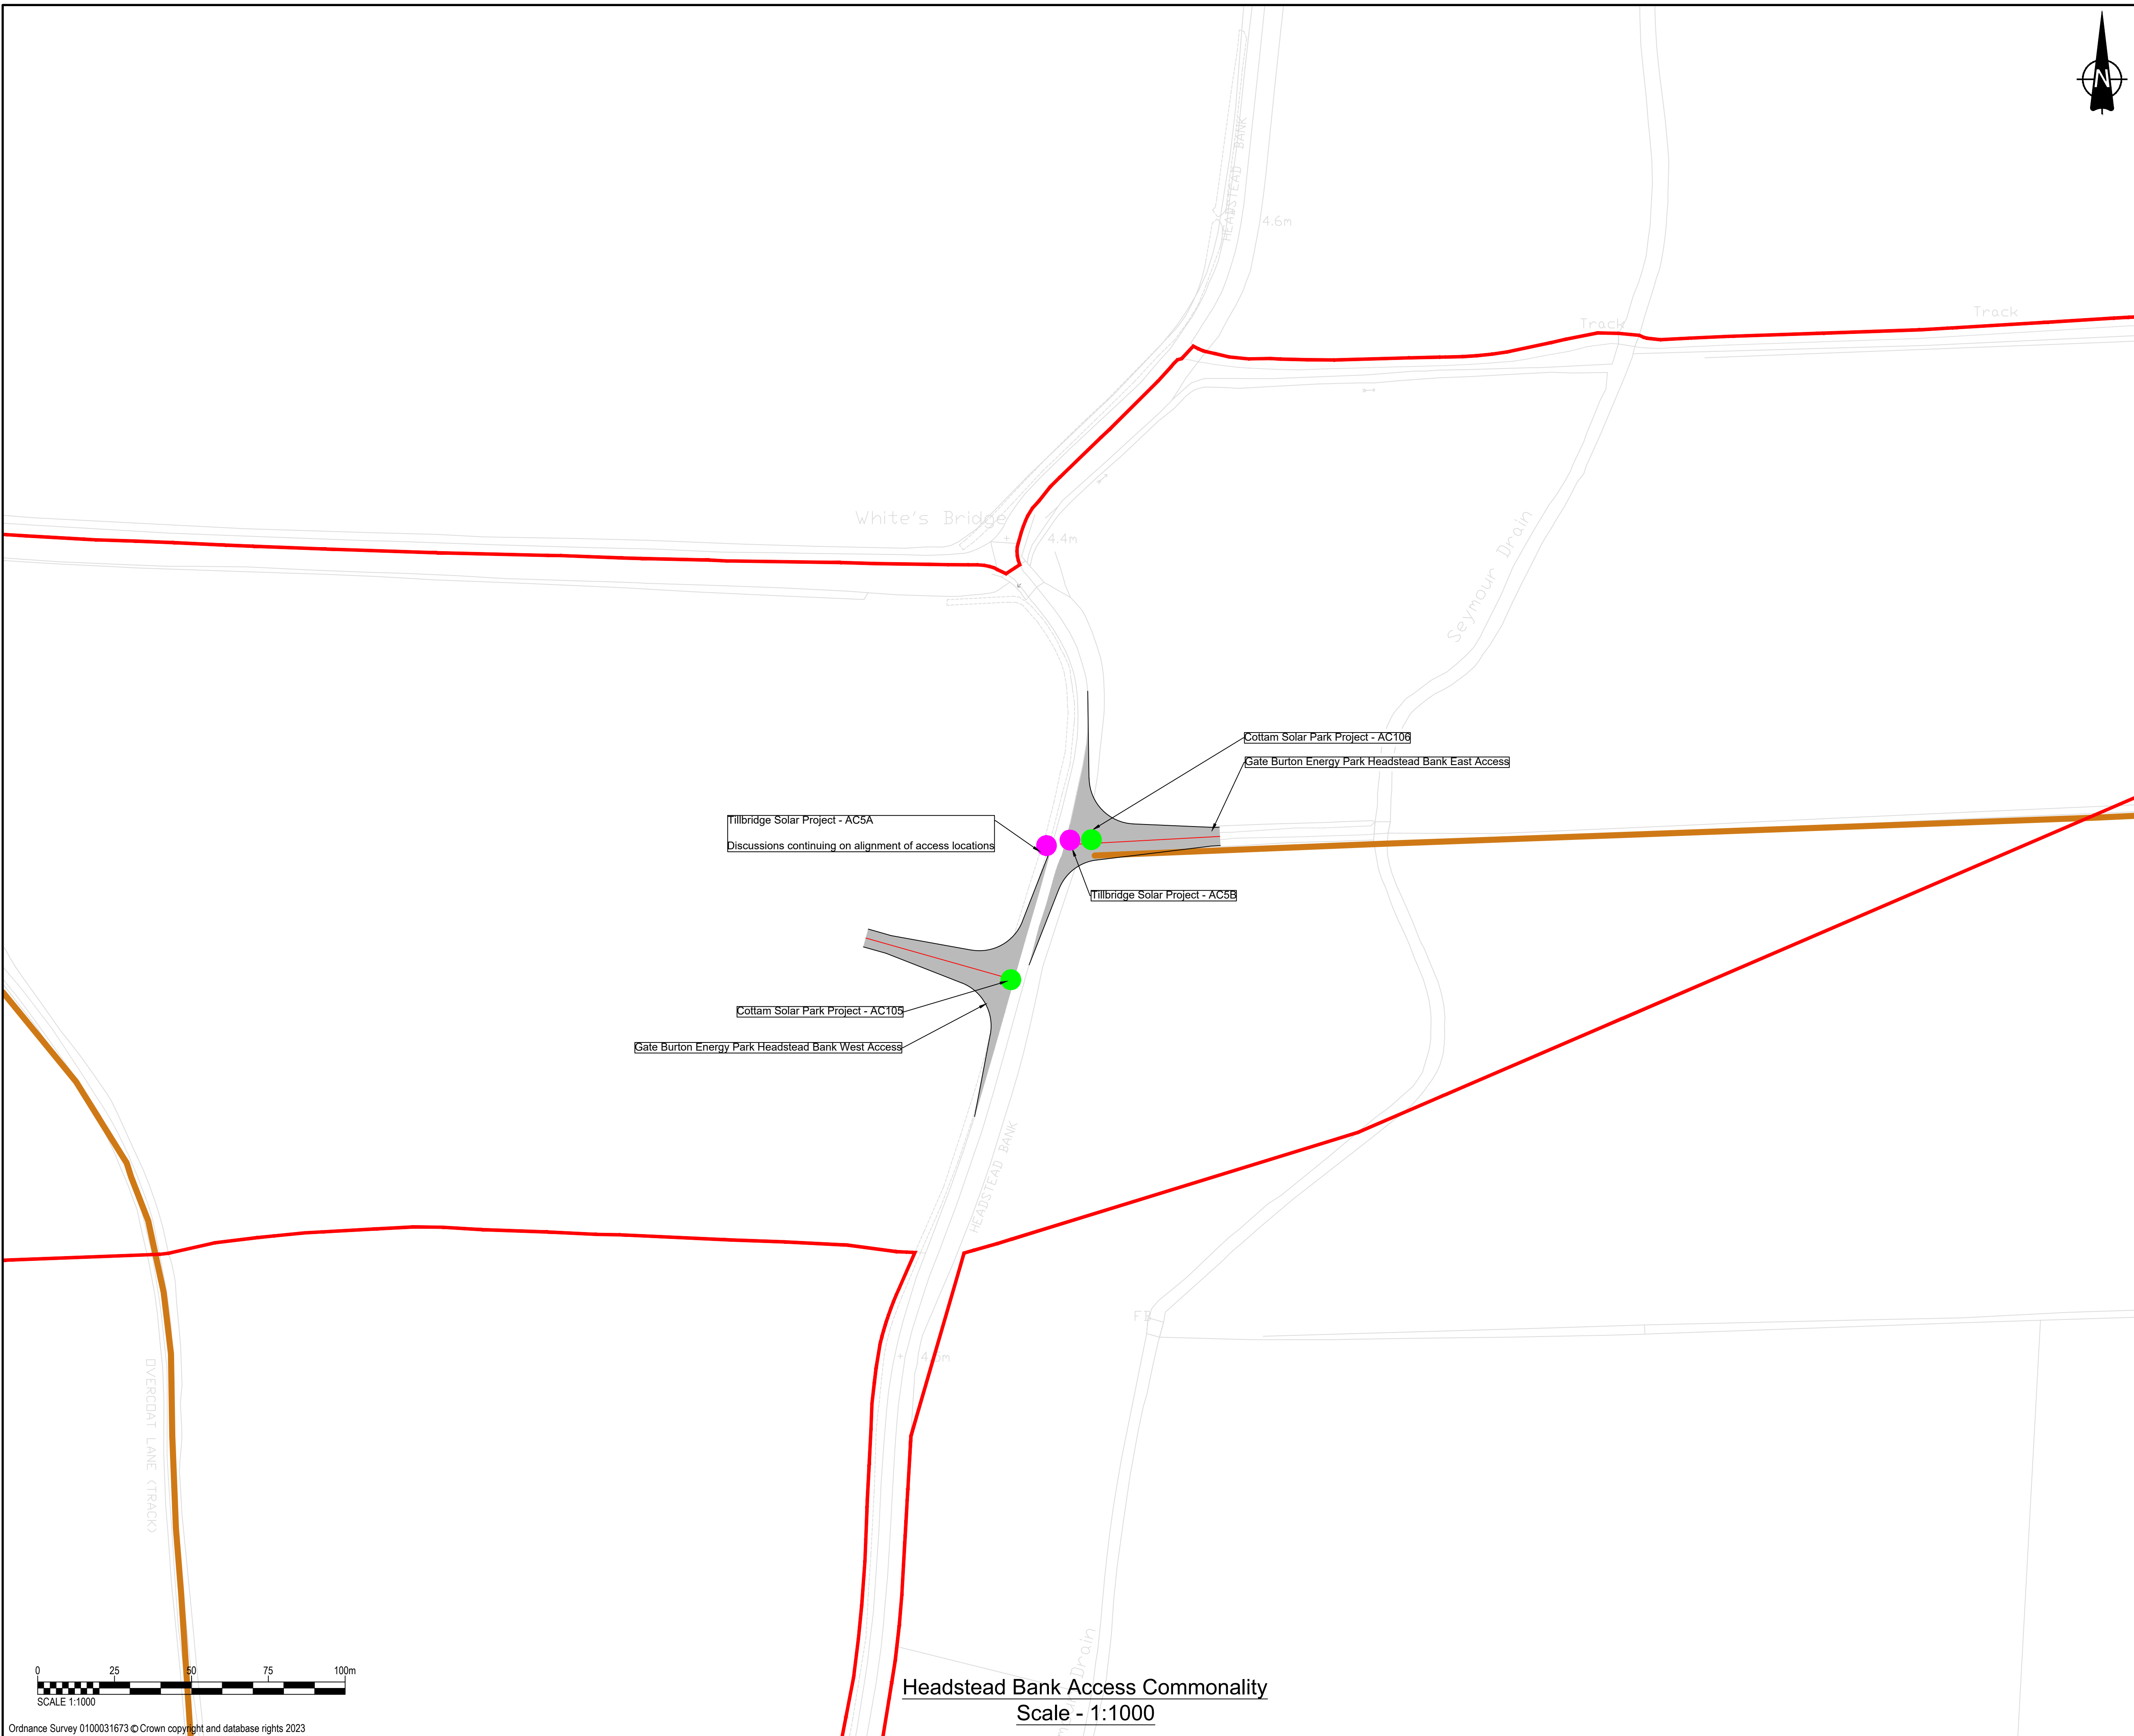 N
HEADSTEAD BANK
4.6m
Track
Track
White's Bridge
4.4m
Seymour Drain
Cottam Solar Park Project - AC106
Gate Burton Energy Park Headstead Bank East Access
Tillbridge Solar Project - AC5A
Discussions continuing on alignment of access locations
Tillbridge Solar Project - AC5B
Cottam Solar Park Project - AC105
Gate Burton Energy Park Headstead Bank West Access
HEADSTEAD BANK
FB
OVERCOAT LANE (TRACK)
Drain
0 25 50 75 100m
SCALE 1:1000
Headstead Bank Access Commonality
Scale - 1:1000
Ordnance Survey 0100031673 © Crown copyright and database rights 2023